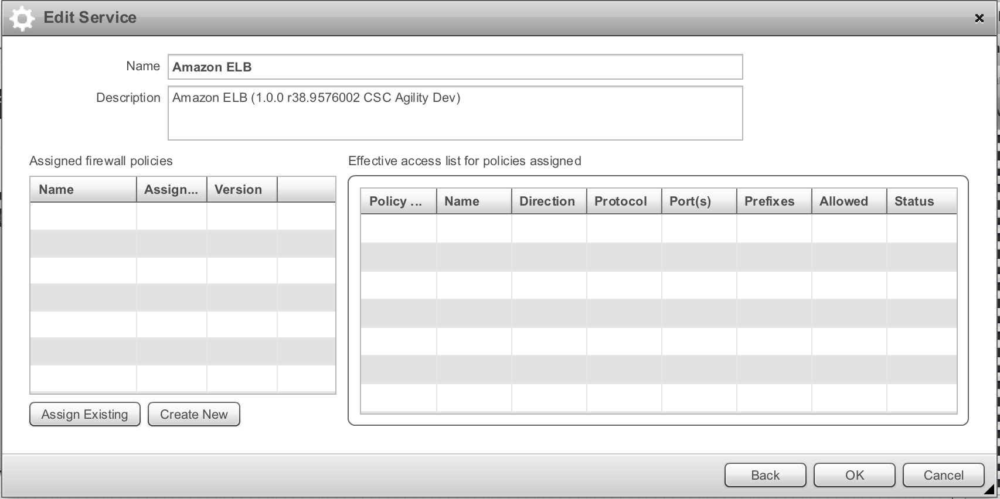 Edit Service
Name
Amazon ELB
Description
Amazon ELB (1.0.0 r38.9576002 CSC Agility Dev)
Assigned firewall policies
Name Assign... Version
Assign Existing Create New
Effective access list for policies assigned
Policy ... Name Direction Protocol Port(s) Prefixes Allowed Status
Back OK Cancel